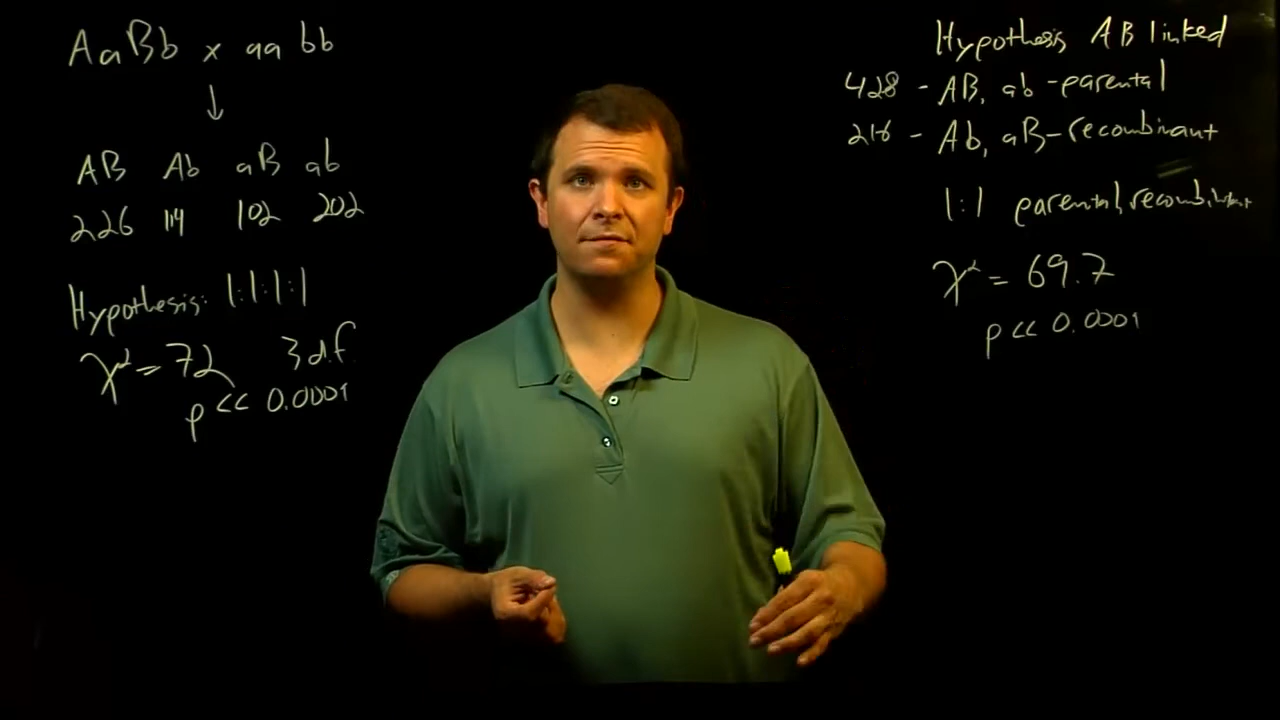 AaBb x aa bb
↓
AB Ab aB ab
226 114 102 202
Hypothesis: 1:1:1:1
χ² = 72 3 d.f.
p << 0.0001
Hypothesis AB linked
428 - AB, ab - parental
216 - Ab, aB - recombinant
1:1 parental, recombinant
χ² = 69.7
p << 0.0001